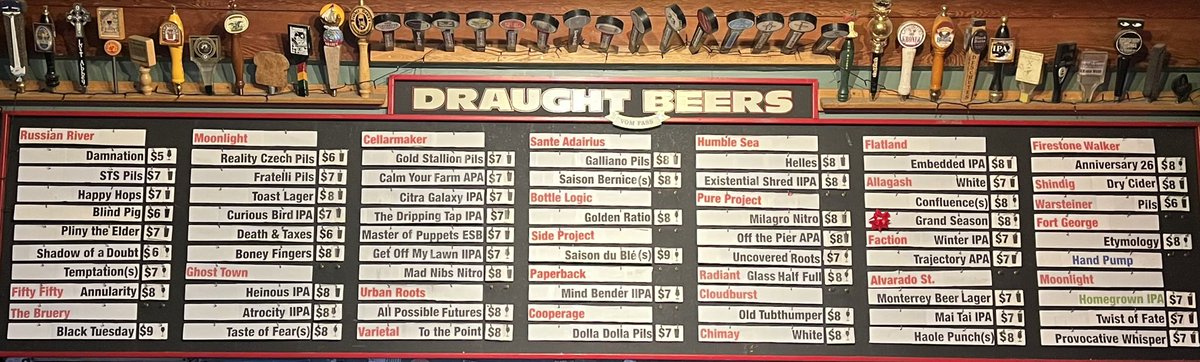 DRAUGHT BEERS
VOM FASS
Russian River
Damnation $5
STS Pils $7
Happy Hops $7
Blind Pig $6
Pliny the Elder $7
Shadow of a Doubt $6
Temptation(s) $7
Fifty Fifty Annularity $8
The Bruery
Black Tuesday $9
Moonlight
Reality Czech Pils $6
Fratelli Pils $7
Toast Lager $8
Curious Bird IPA $7
Death & Taxes $6
Boney Fingers $8
Ghost Town
Heinous IIPA $8
Atrocity IIPA $8
Taste of Fear(s) $8
Cellarmaker
Gold Stallion Pils $7
Calm Your Farm APA $7
Citra Galaxy IPA $7
The Dripping Tap IPA $7
Master of Puppets ESB $7
Get Off My Lawn IIPA $7
Mad Nibs Nitro $8
Urban Roots
All Possible Futures $8
Varietal To the Point $8
Sante Adairius
Galliano Pils $8
Saison Bernice(s) $8
Bottle Logic
Golden Ratio $8
Side Project
Saison du Blé(s) $9
Paperback
Mind Bender IIPA $7
Cooperage
Dolla Dolla Pils $7
Humble Sea
Helles $8
Existential Shred IIPA $8
Pure Project
Milagro Nitro $8
Off the Pier APA $8
Uncovered Roots $7
Radiant Glass Half Full $8
Cloudburst
Old Tubthumper $8
Chimay White $8
Flatland
Embedded IPA $8
Allagash White $7
Confluence(s) $8
Grand Season $8
Faction Winter IPA $7
Trajectory APA $7
Alvarado St.
Monterrey Beer Lager $7
Mai Tai IPA $7
Haole Punch(s) $8
Firestone Walker
Anniversary 26 $8
Shindig Dry Cider $8
Warsteiner Pils $6
Fort George
Etymology $8
Hand Pump
Moonlight
Homegrown IPA $7
Twist of Fate $7
Provocative Whisper $7
IPA